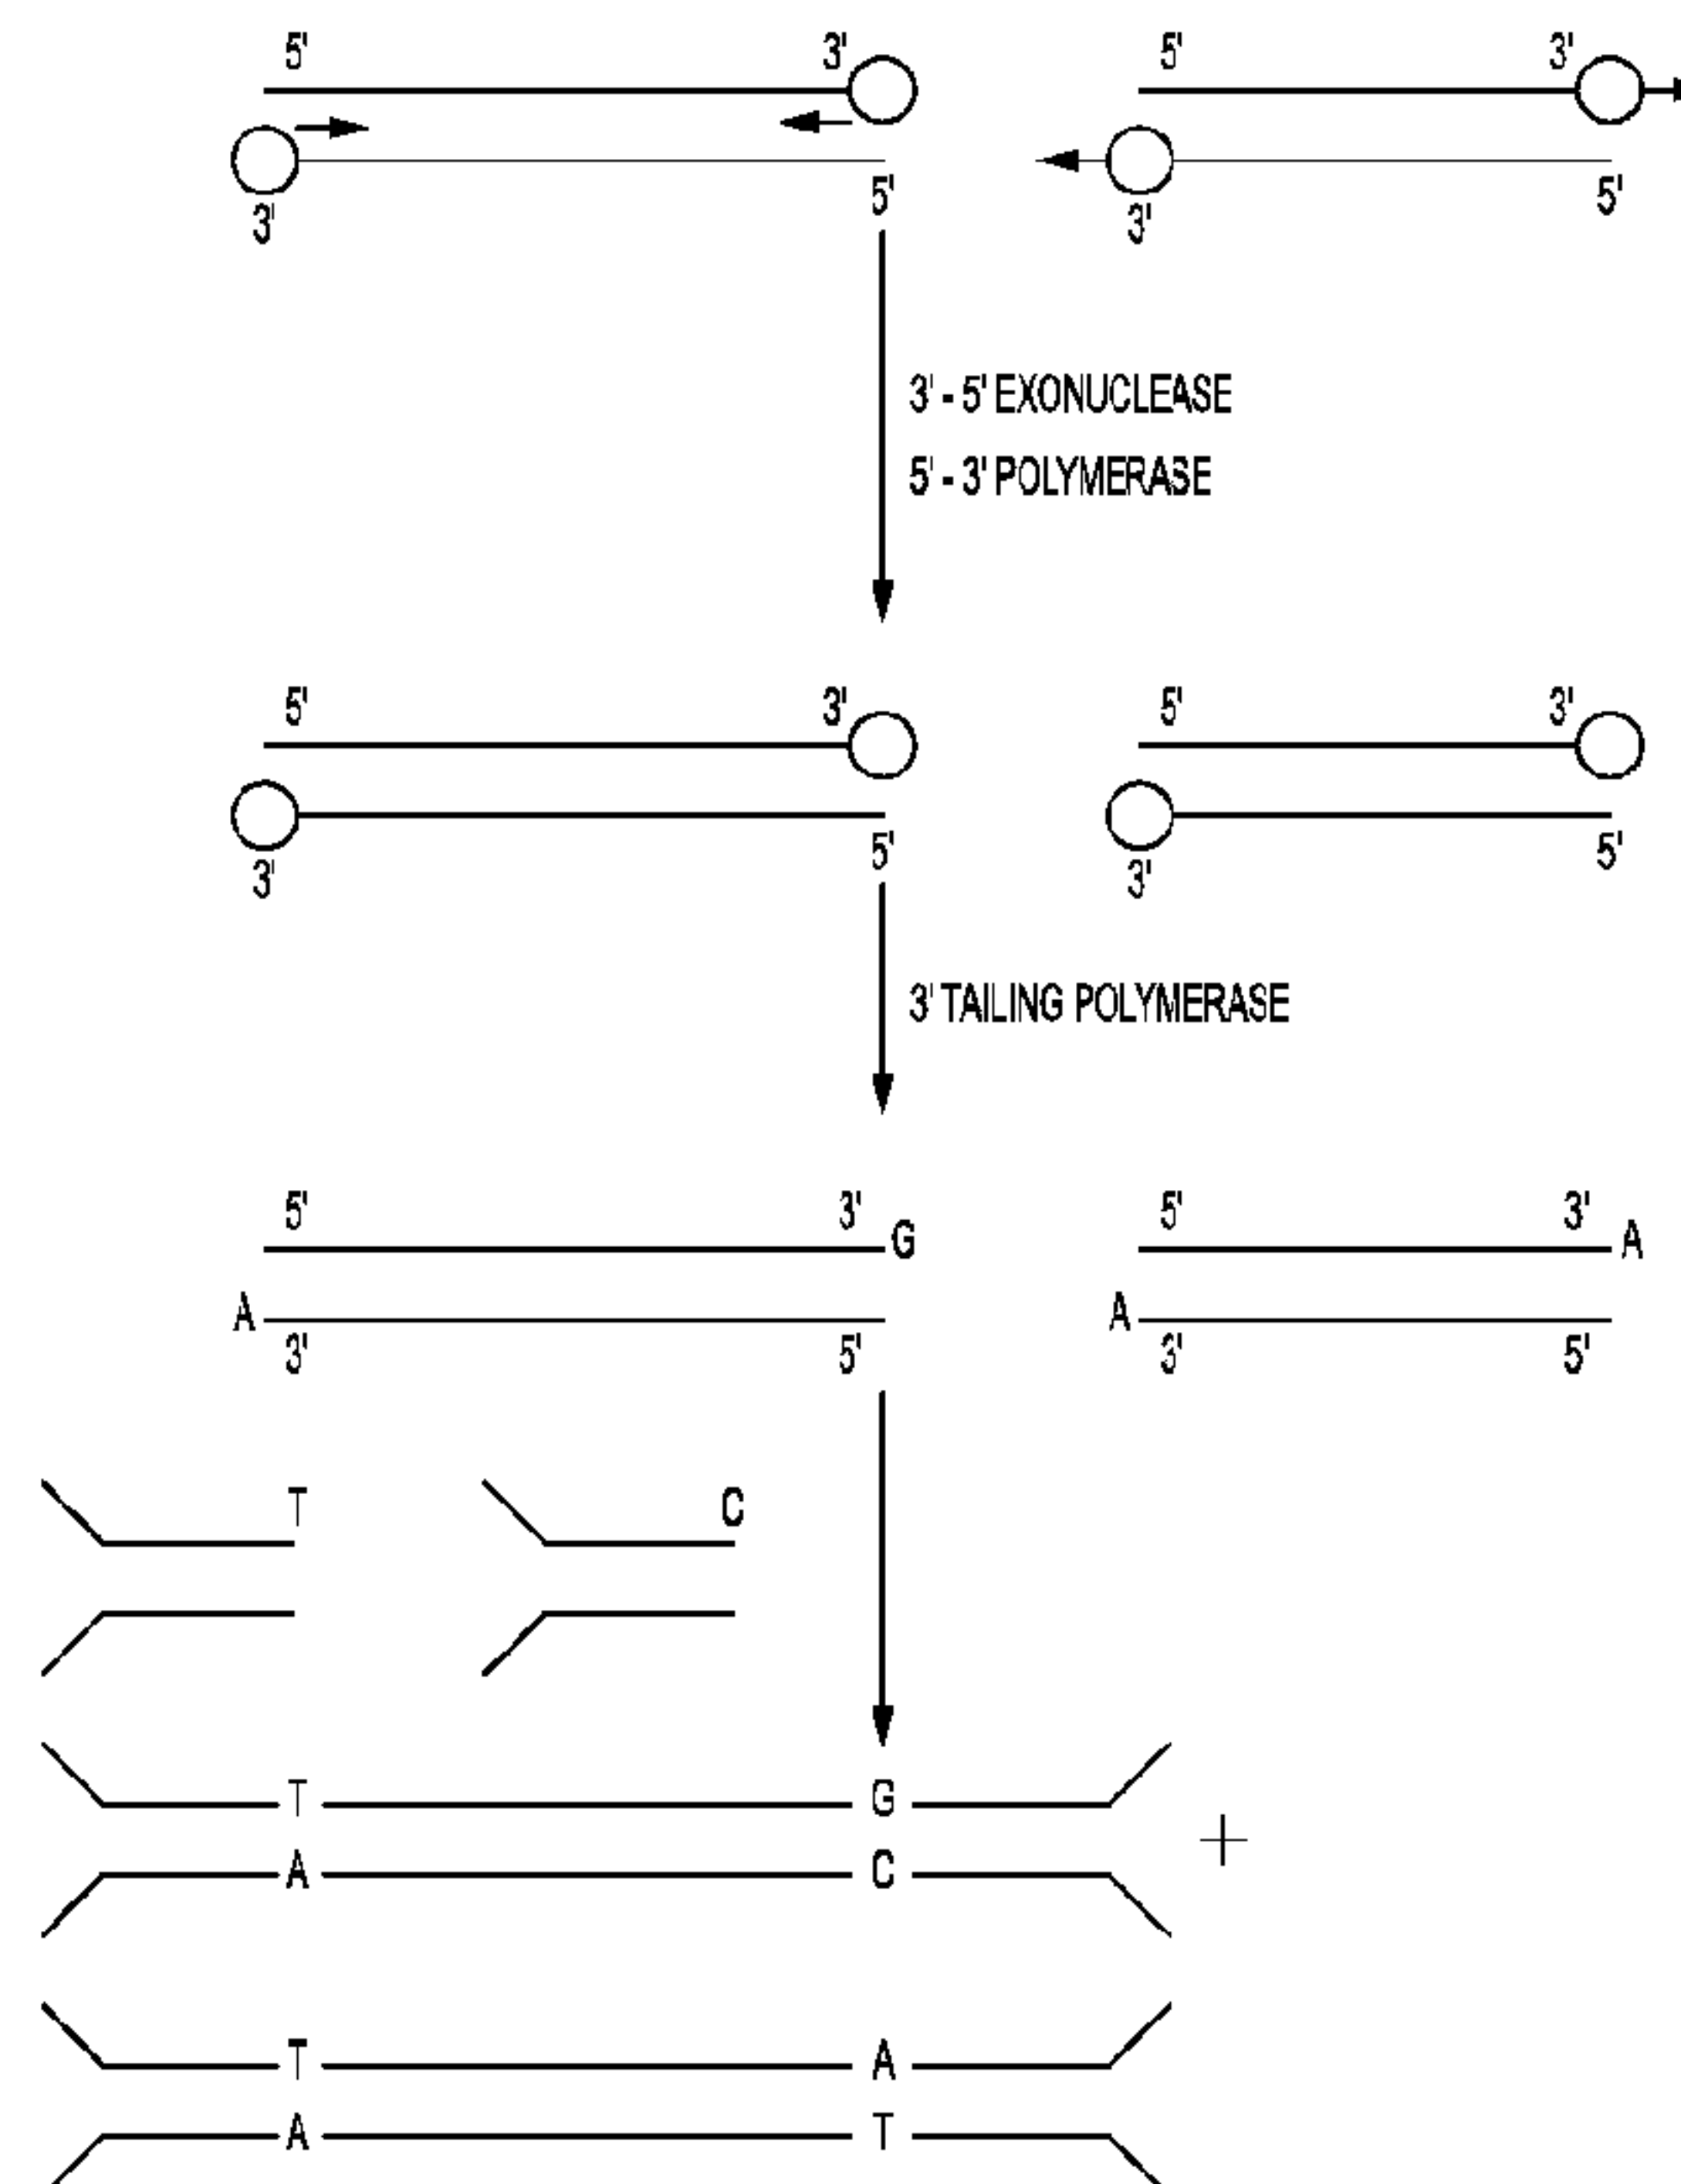 5' 3' 5' 3'
3' 5' 3' 5'
3' - 5' EXONUCLEASE
5' - 3' POLYMERASE
5' 3' 5' 3'
3' 5' 3' 5'
3' TAILING POLYMERASE
5' 3' G 5' 3' A
A 3' 5' A 3' 5'
T C
T G
+
A C
T A
A T